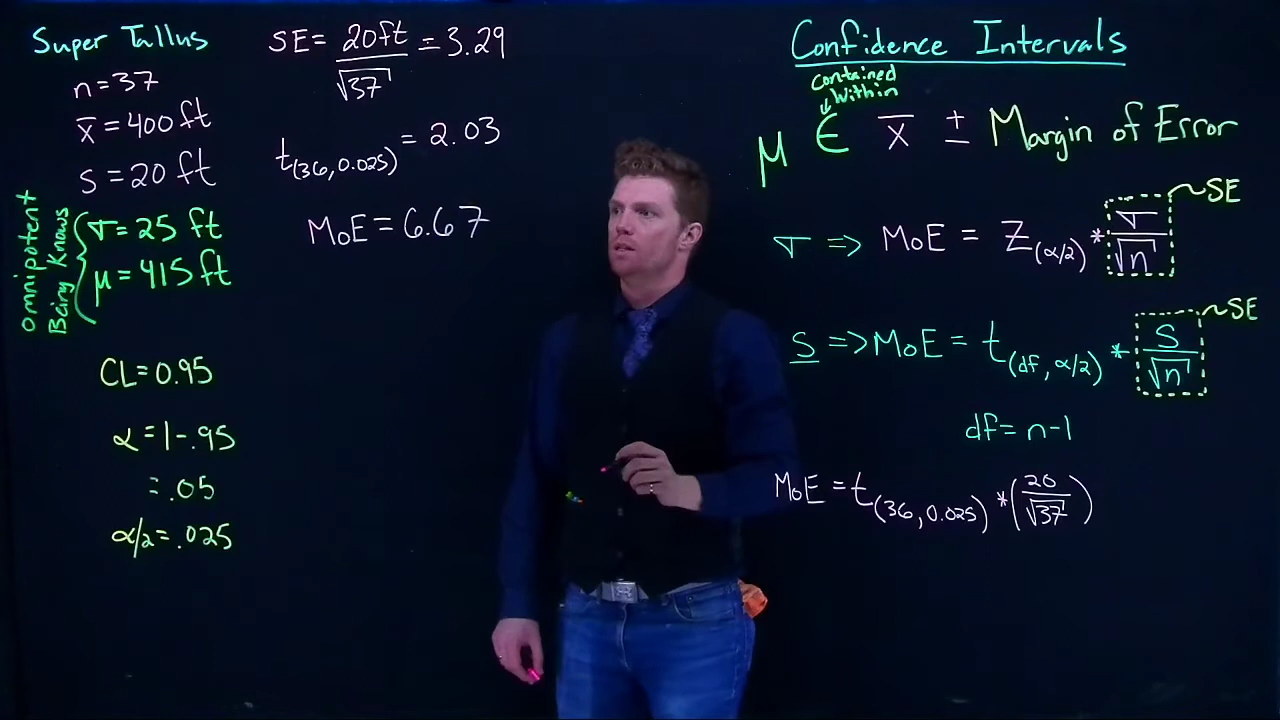 Super Tallus
n=37
x̄=400 ft
s=20 ft
Omnipotent
Being Knows
σ=25 ft
μ=415 ft
CL=0.95
α=1-.95
=.05
α/2=.025
SE= 20ft/√37 =3.29
t(36,0.025) = 2.03
MoE=6.67
Confidence Intervals
contained
within
μ ∈ x̄ ± Margin of Error
σ => MoE = Z(α/2) * σ/√n ~SE
s => MoE = t(df, α/2) * s/√n ~SE
df= n-1
MoE = t(36,0.025) * (20/√37)